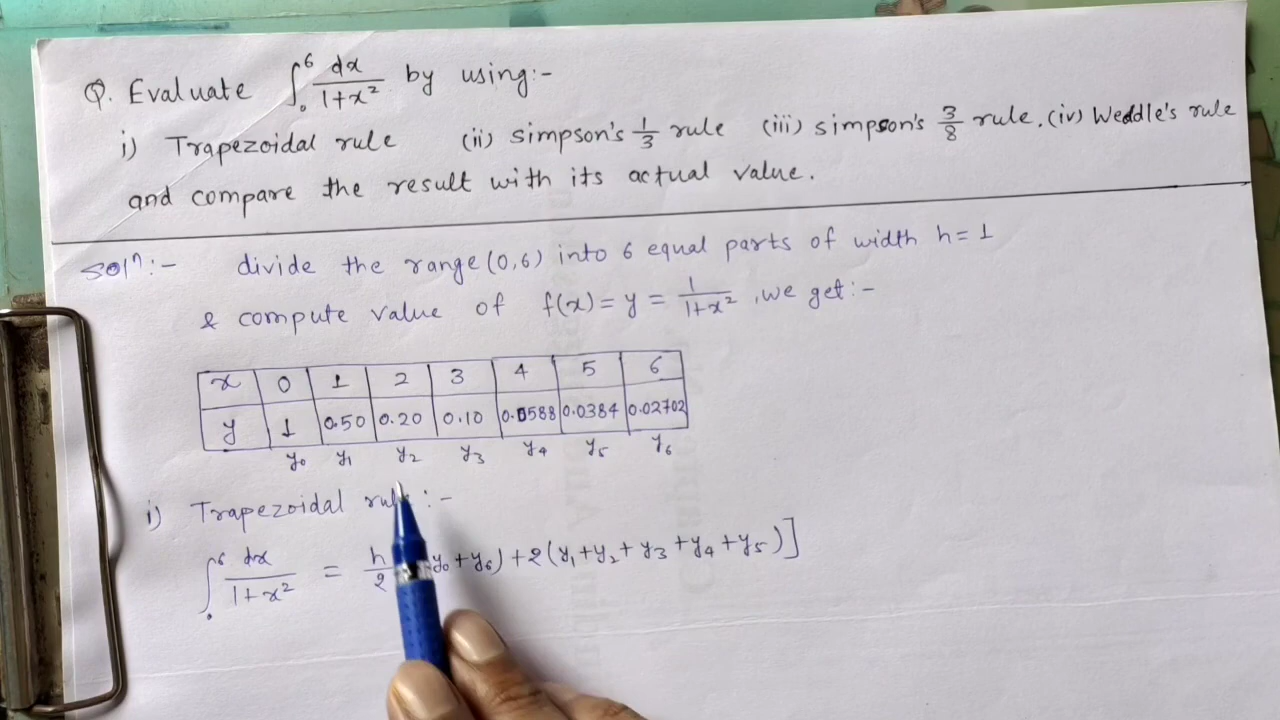 Q. Evaluate ∫₀⁶ dx/(1+x²) by using:-
i) Trapezoidal rule (ii) simpson's 1/3 rule (iii) simpson's 3/8 rule. (iv) Weddle's rule
and compare the result with its actual value.
solⁿ:- divide the range (0,6) into 6 equal parts of width h=1
& compute value of f(x)=y=1/(1+x²), we get:-
x 0 1 2 3 4 5 6
y 1 0.50 0.20 0.10 0.0588 0.0384 0.02702
y₀ y₁ y₂ y₃ y₄ y₅ y₆
i) Trapezoidal rule:-
∫₀⁶ dx/(1+x²) = h/2 y₀+y₆)+2(y₁+y₂+y₃+y₄+y₅)]